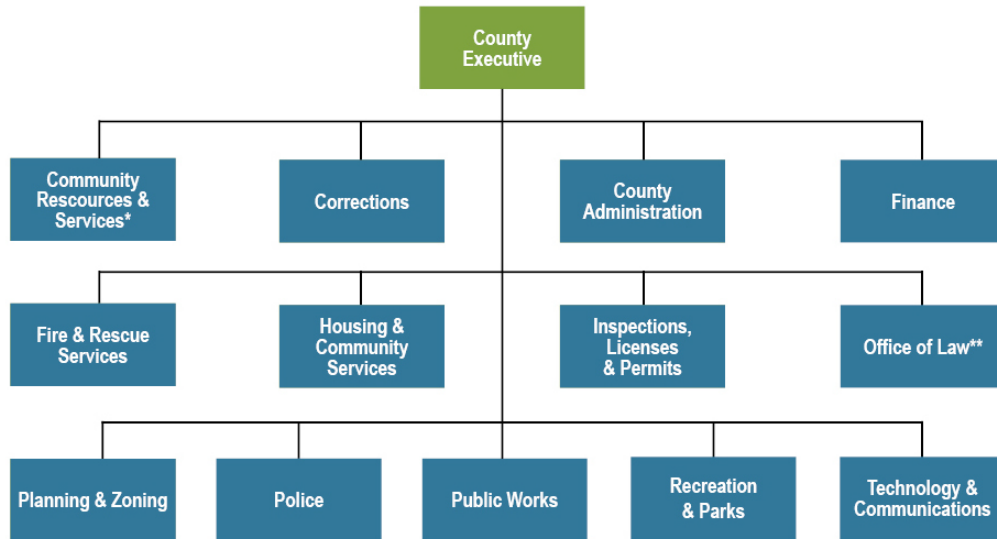 County
Executive
Community
Rescources &
Services*
Corrections
County
Administration
Finance
Fire & Rescue
Services
Housing &
Community
Services
Inspections,
Licenses
& Permits
Office of Law**
Planning & Zoning
Police
Public Works
Recreation
& Parks
Technology &
Communications